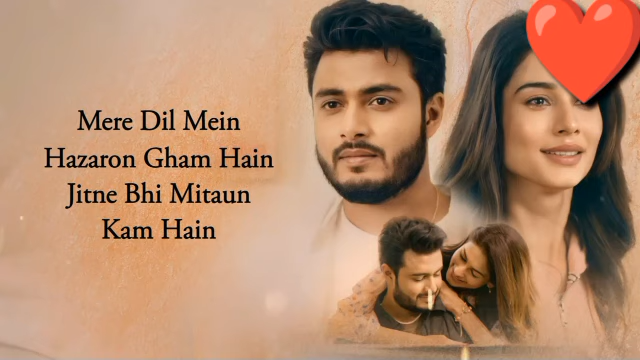 Mere Dil Mein
Hazaron Gham Hain
Jitne Bhi Mitaun
Kam Hain